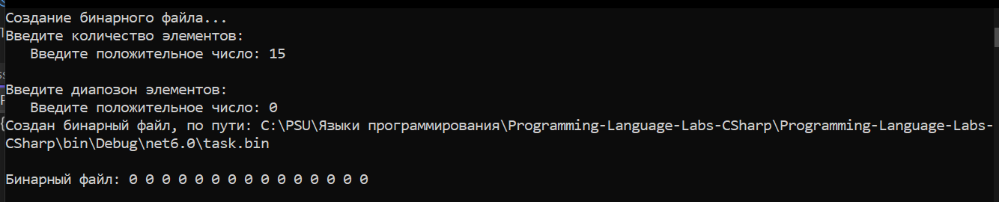 Создание бинарного файла...
Введите количество элементов:
Введите положительное число: 15
Введите диапозон элементов:
Введите положительное число: 0
Создан бинарный файл, по пути: C:\PSU\Языки программирования\Programming-Language-Labs-CSharp\Programming-Language-Labs-
CSharp\bin\Debug\net6.0\task.bin
Бинарный файл: 0 0 0 0 0 0 0 0 0 0 0 0 0 0 0